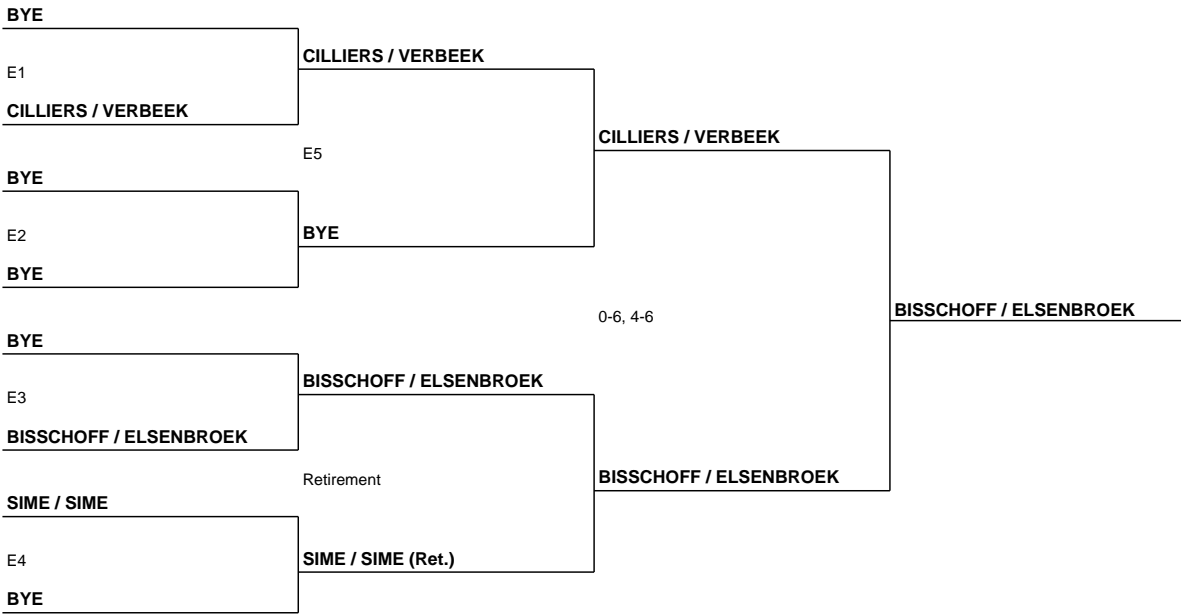 BYE
E1
CILLIERS / VERBEEK
BYE
E2
BYE
BYE
E3
BISSCHOFF / ELSENBROEK
SIME / SIME
E4
BYE
CILLIERS / VERBEEK
E5
BYE
BISSCHOFF / ELSENBROEK
Retirement
SIME / SIME (Ret.)
CILLIERS / VERBEEK
0-6, 4-6
BISSCHOFF / ELSENBROEK
BISSCHOFF / ELSENBROEK